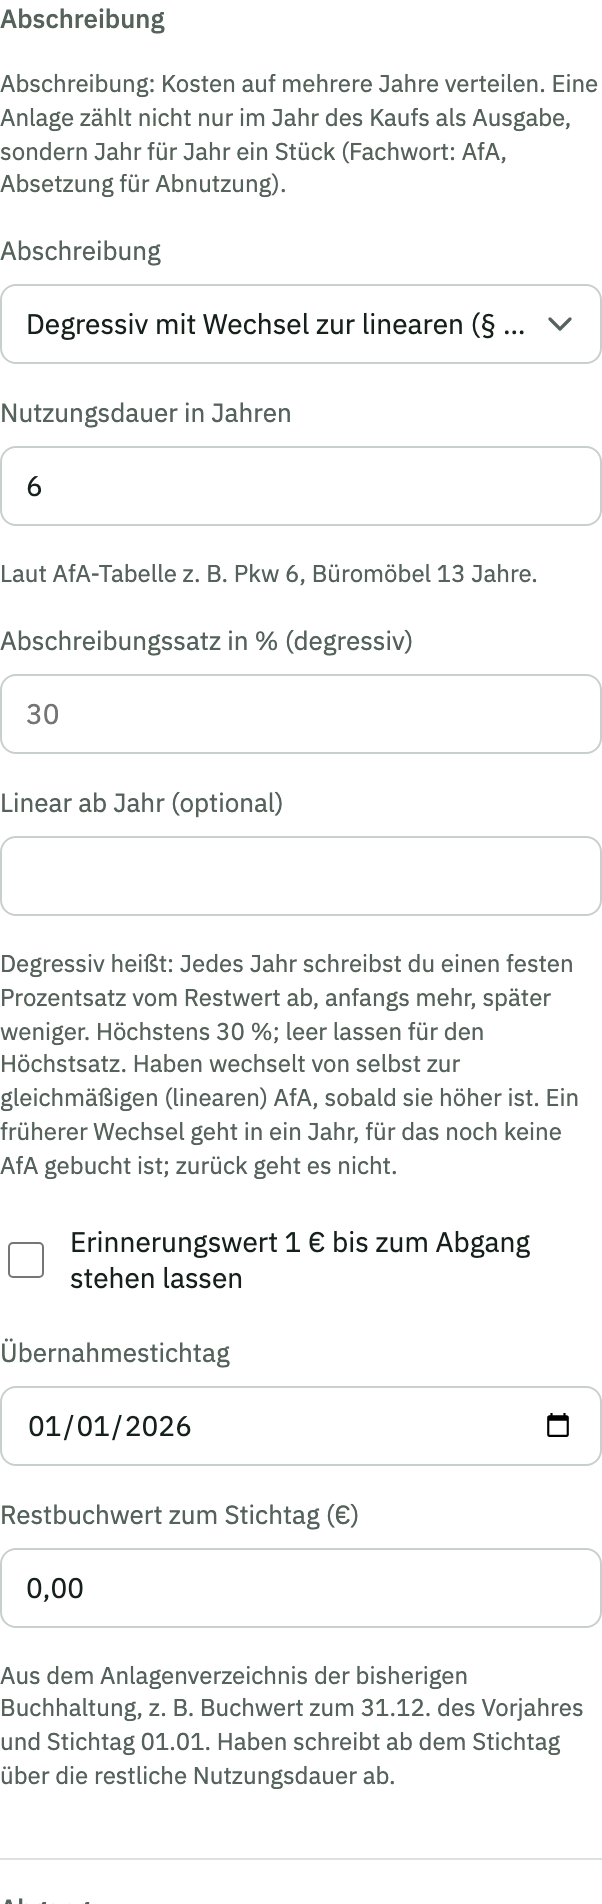 Abschreibung
Abschreibung: Kosten auf mehrere Jahre verteilen. Eine
Anlage zählt nicht nur im Jahr des Kaufs als Ausgabe,
sondern Jahr für Jahr ein Stück (Fachwort: AfA,
Absetzung für Abnutzung).
Abschreibung
Degressiv mit Wechsel zur linearen (§ ...
Nutzungsdauer in Jahren
6
Laut AfA-Tabelle z. B. Pkw 6, Büromöbel 13 Jahre.
Abschreibungssatz in % (degressiv)
30
Linear ab Jahr (optional)
Degressiv heißt: Jedes Jahr schreibst du einen festen
Prozentsatz vom Restwert ab, anfangs mehr, später
weniger. Höchstens 30 %; leer lassen für den
Höchstsatz. Haben wechselt von selbst zur
gleichmäßigen (linearen) AfA, sobald sie höher ist. Ein
früherer Wechsel geht in ein Jahr, für das noch keine
AfA gebucht ist; zurück geht es nicht.
Erinnerungswert 1 € bis zum Abgang
stehen lassen
Übernahmestichtag
01/01/2026
Restbuchwert zum Stichtag (€)
0,00
Aus dem Anlagenverzeichnis der bisherigen
Buchhaltung, z. B. Buchwert zum 31.12. des Vorjahres
und Stichtag 01.01. Haben schreibt ab dem Stichtag
über die restliche Nutzungsdauer ab.